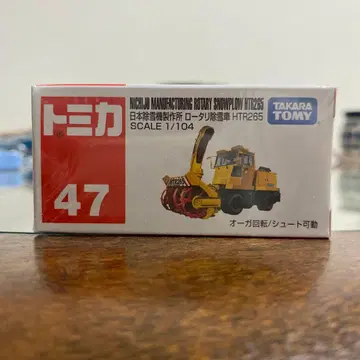 トミカ
47
NICHIJO MANUFACTURING ROTARY SNOWPLOW HTR265
日本除雪機製作所 ロータリ除雪車 HTR265
SCALE 1/104
TAKARA
TOMY
オーガ回転/シュート可動